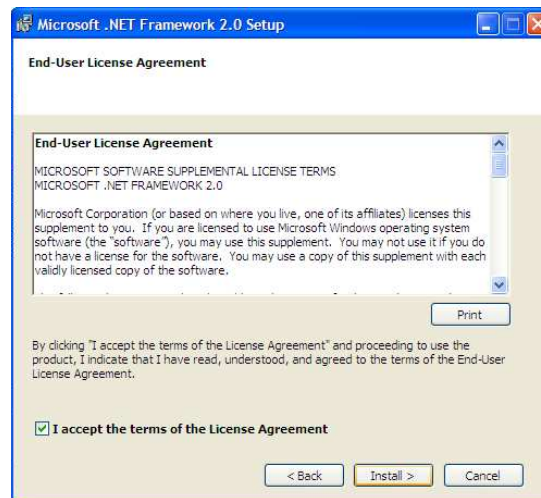 Microsoft .NET Framework 2.0 Setup
End-User License Agreement
End-User License Agreement
MICROSOFT SOFTWARE SUPPLEMENTAL LICENSE TERMS
MICROSOFT .NET FRAMEWORK 2.0
Microsoft Corporation (or based on where you live, one of its affiliates) licenses this
supplement to you. If you are licensed to use Microsoft Windows operating system
software (the "software"), you may use this supplement. You may not use it if you do
not have a license for the software. You may use a copy of this supplement with each
validly licensed copy of the software.
Print
By clicking "I accept the terms of the License Agreement" and proceeding to use the
product, I indicate that I have read, understood, and agreed to the terms of the End-User
License Agreement.
I accept the terms of the License Agreement
< Back
Install >
Cancel